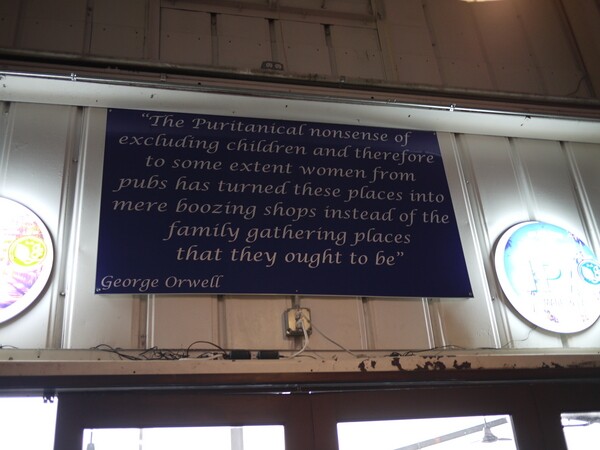 "The Puritanical nonsense of
excluding children and therefore
to some extent women from
pubs has turned these places into
mere boozing shops instead of the
family gathering places
that they ought to be"
George Orwell